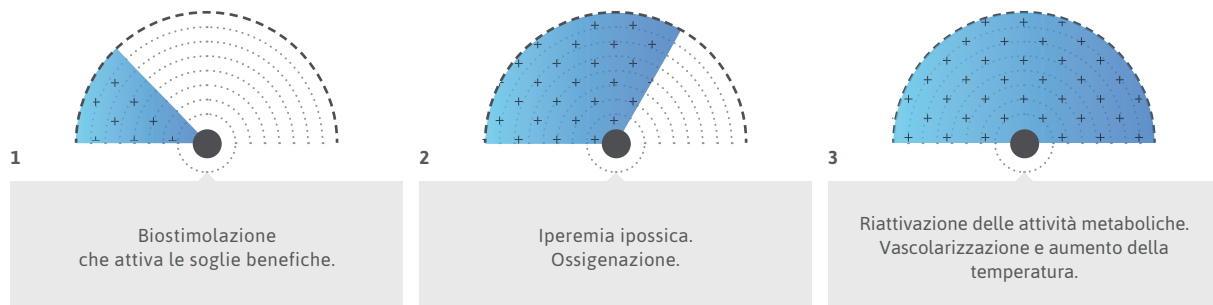 1
Biostimolazione
che attiva le soglie benefiche.
2
Iperemia ipossica.
Ossigenazione.
3
Riattivazione delle attività metaboliche.
Vascolarizzazione e aumento della
temperatura.